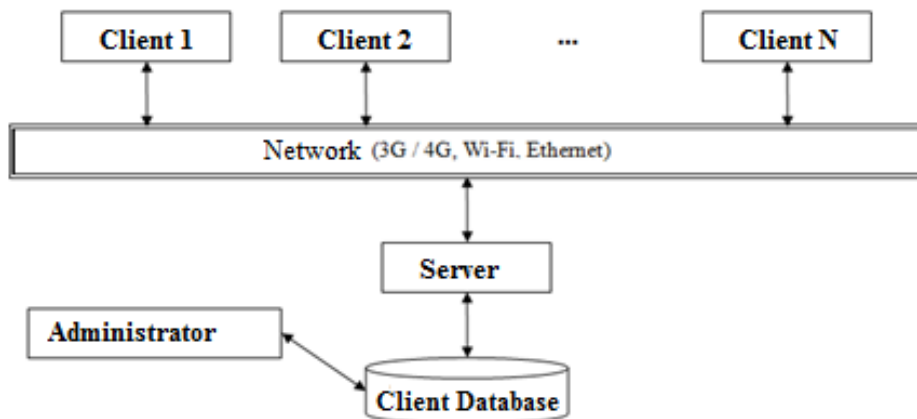 Client 1
Client 2
...
Client N
Network (3G / 4G, Wi-Fi, Ethernet)
Server
Administrator
Client Database